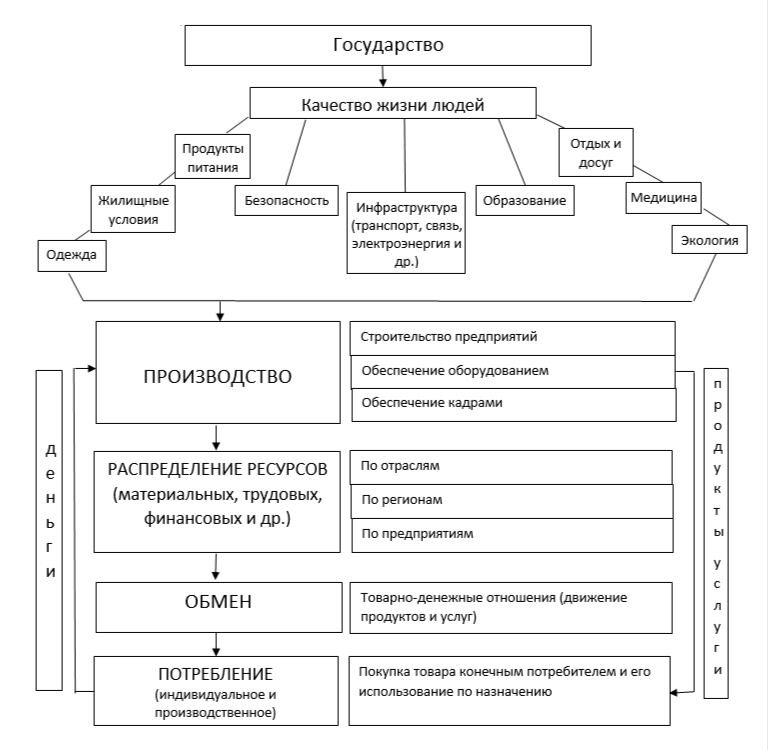 Государство
Качество жизни людей
Продукты
питания
Отдых и
досуг
Жилищные
условия
Безопасность
Инфраструктура
(транспорт, связь,
электроэнергия и
др.)
Образование
Медицина
Одежда
Экология
ПРОИЗВОДСТВО
Строительство предприятий
Обеспечение оборудованием
Обеспечение кадрами
деньги
продукты услуги
РАСПРЕДЕЛЕНИЕ РЕСУРСОВ
(материальных, трудовых,
финансовых и др.)
По отраслям
По регионам
По предприятиям
ОБМЕН
Товарно-денежные отношения (движение
продуктов и услуг)
ПОТРЕБЛЕНИЕ
(индивидуальное и
производственное)
Покупка товара конечным потребителем и его
использование по назначению